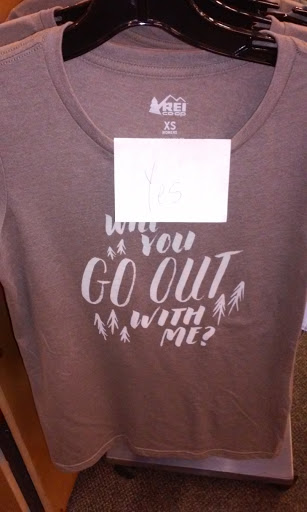 REI
CO-OP
XS
Yes
WILL
YOU
GO OUT
WITH
ME?